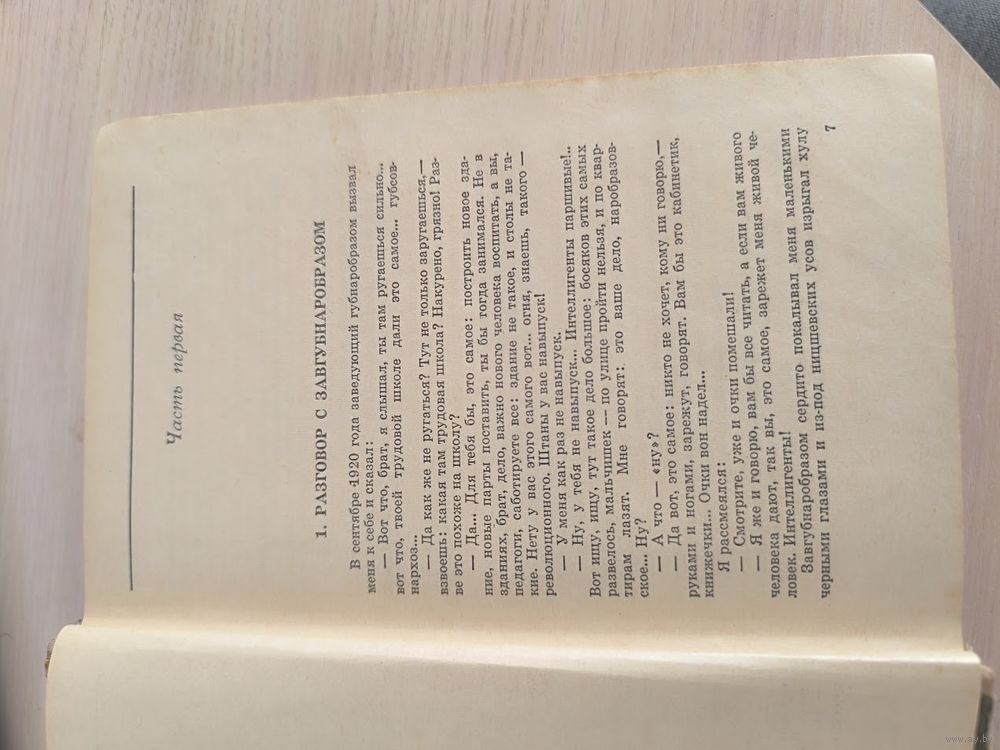 Часть первая
1. РАЗГОВОР С ЗАВГУБНАРОБРАЗОМ
В сентябре 1920 года заведующий губнаробразом вызвал
меня к себе и сказал:
— Вот что, брат, я слышал, ты там ругаешься сильно...
вот что, твоей трудовой школе дали это самое... губсов-
нархоз...
— Да как же не ругаться? Тут не только заругаешься,—
взвоешь: какая там трудовая школа? Накурено, грязно! Раз-
ве это похоже на школу?
— Да... Для тебя бы, это самое: построить новое зда-
ние, новые парты поставить, ты бы тогда занимался. Не в
зданиях, брат, дело, важно нового человека воспитать, а вы,
педагоги, саботируете все: здание не такое, и столы не та-
кие. Нету у вас этого самого вот... огня, знаешь, такого —
революционного. Штаны у вас навыпуск!
— У меня как раз не навыпуск.
— Ну, у тебя не навыпуск... Интеллигенты паршивые!..
Вот ищу, ищу, тут такое дело большое: босяков этих самых
развелось, мальчишек — по улице пройти нельзя, и по квар-
тирам лазят. Мне говорят: это ваше дело, наробразов-
ское... Ну?
— А что — «ну»?
— Да вот, это самое: никто не хочет, кому ни говорю,—
руками и ногами, зарежут, говорят. Вам бы это кабинетик,
книжечки... Очки вон надел...
Я рассмеялся:
— Смотрите, уже и очки помешали!
— Я же и говорю, вам бы все читать, а если вам живого
человека дают, так вы, это самое, зарежет меня живой че-
ловек. Интеллигенты!
Завгубнаробразом сердито покалывал меня маленькими
черными глазами и из-под ницшевских усов изрыгал хулу
7